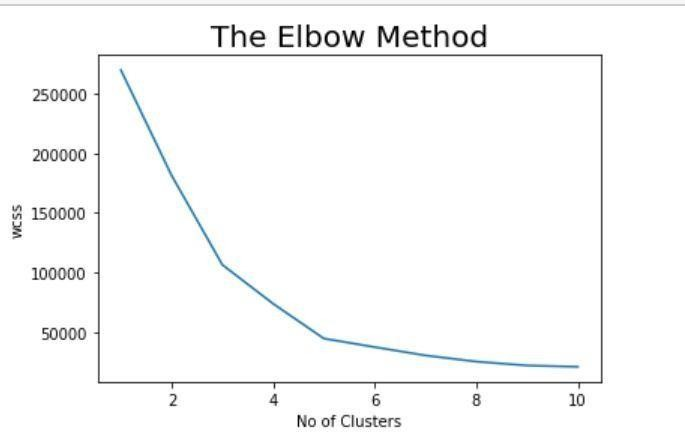 The Elbow Method
250000
200000
150000
100000
50000
wcss
2 4 6 8 10
No of Clusters